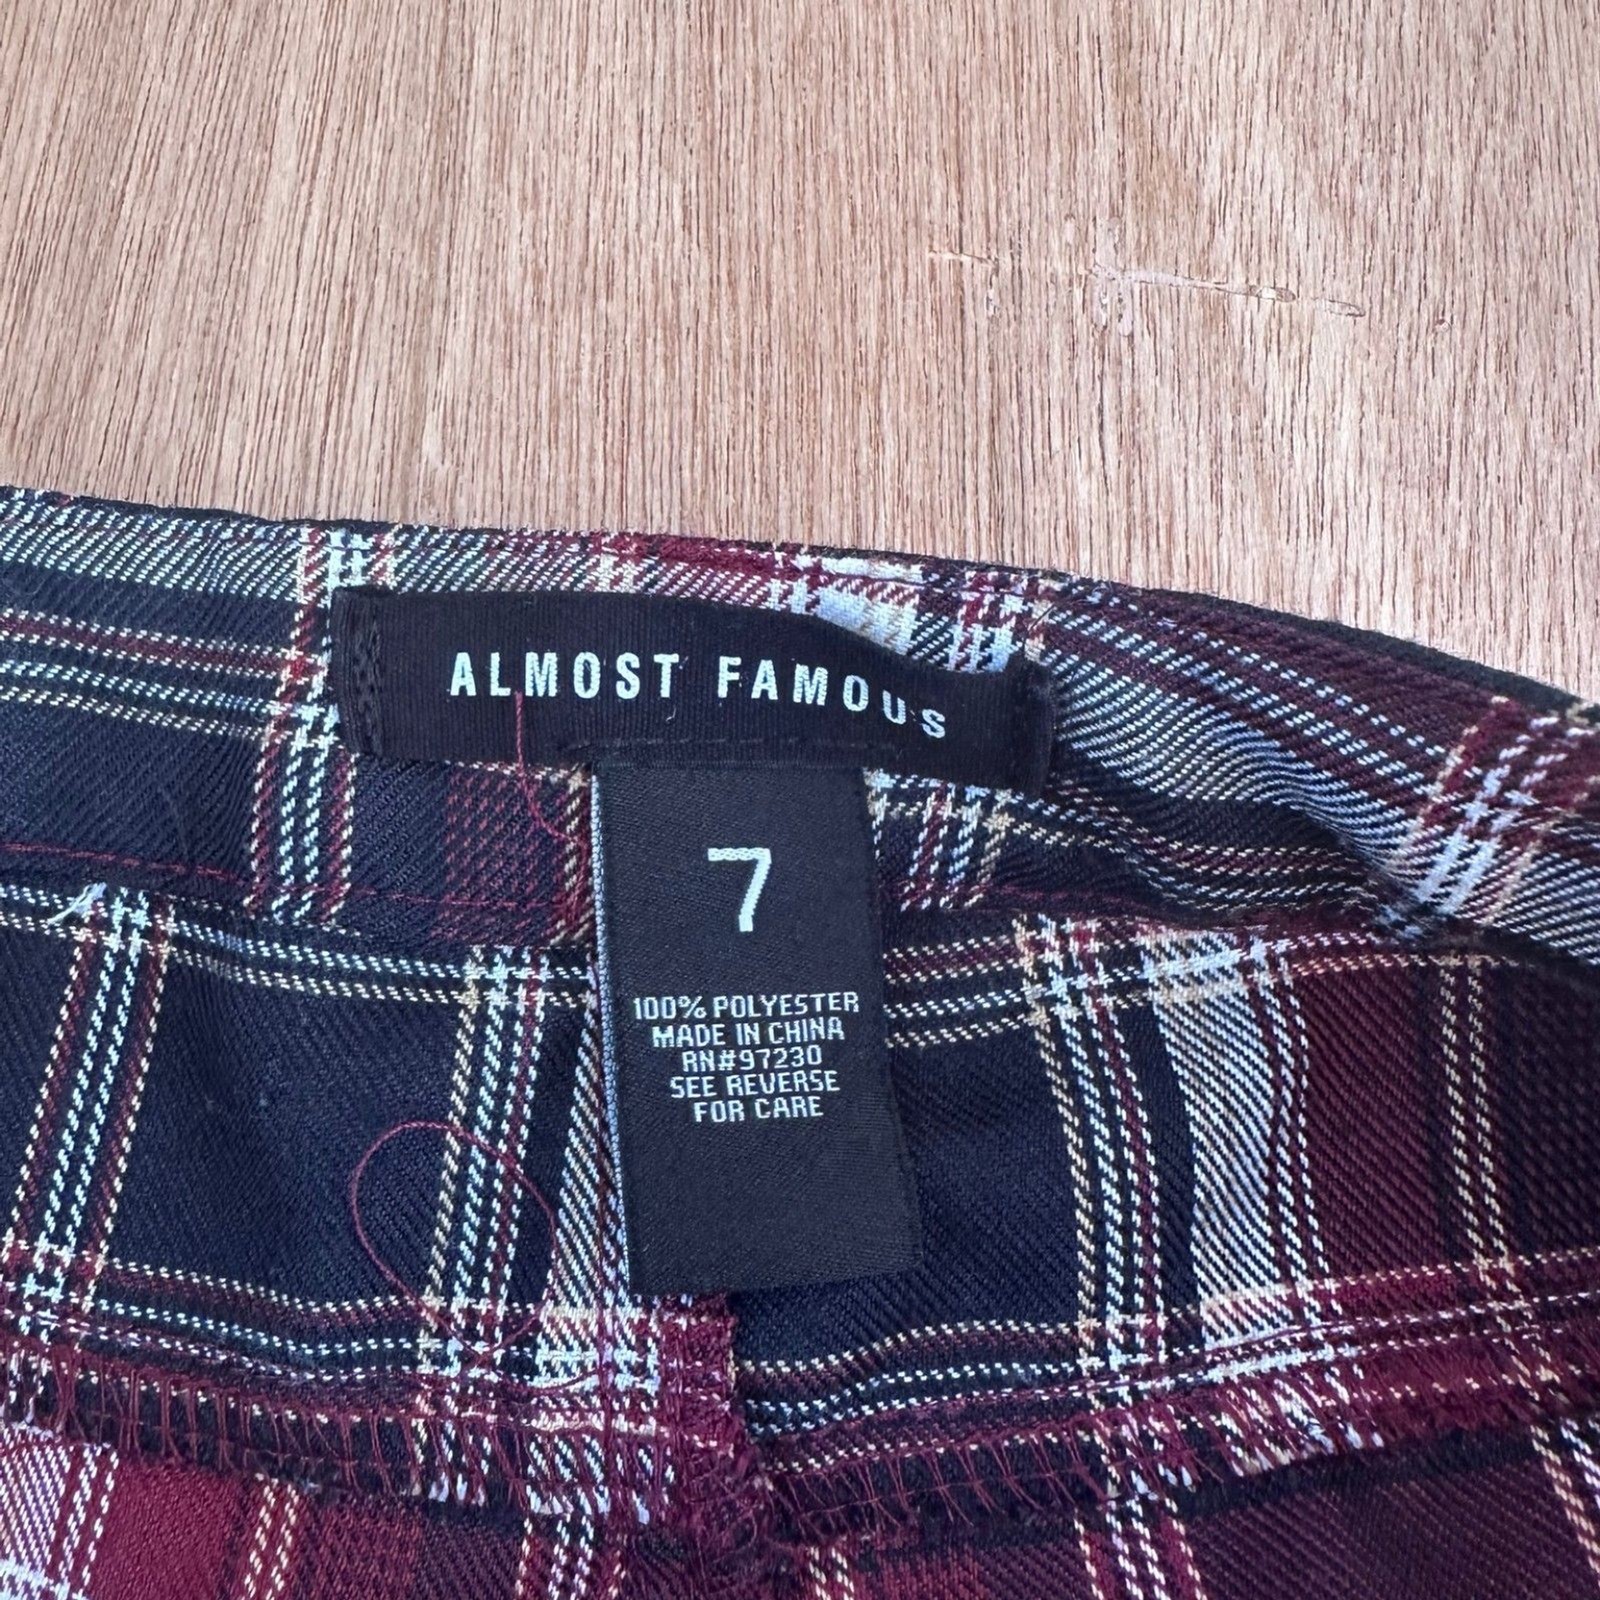 ALMOST FAMOUS
7
100% POLYESTER
MADE IN CHINA
RN#97230
SEE REVERSE
FOR CARE